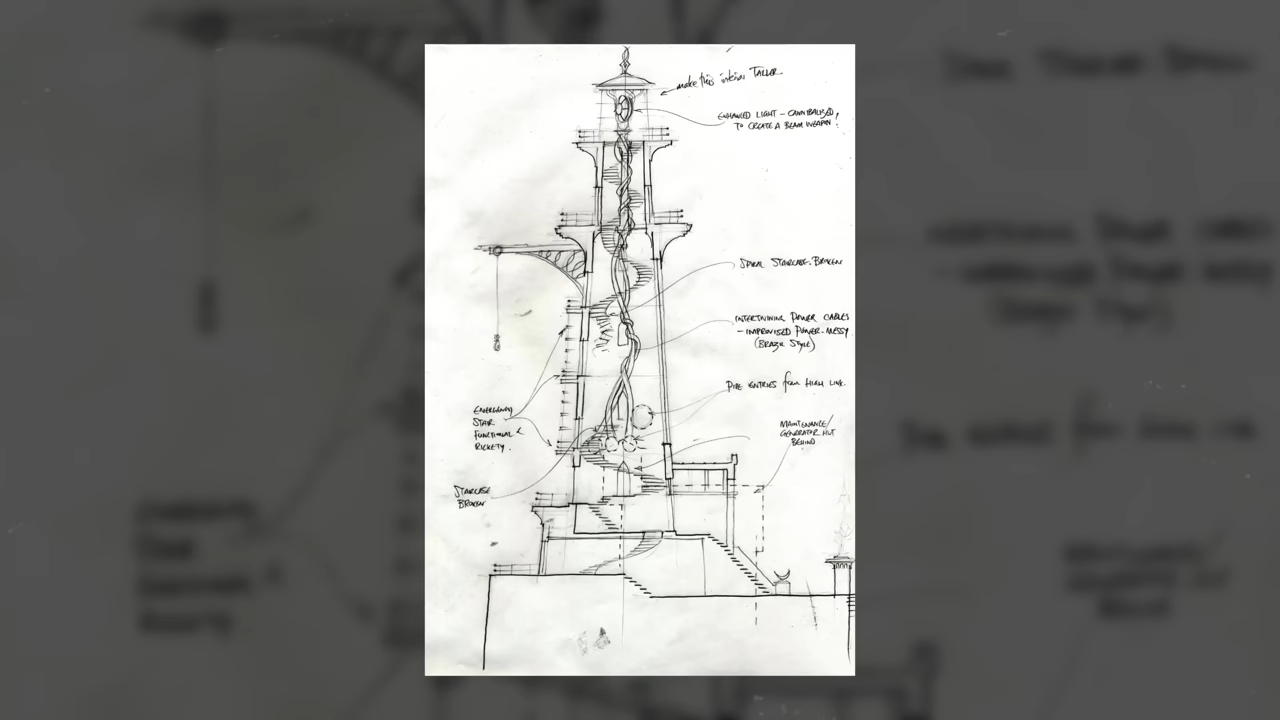 make this interior TALLER
ENHANCED LIGHT - CANNIBALISED
TO CREATE A BEAM WEAPON!
SPIRAL STAIRCASE. BROKEN
INTERTWINING POWER CABLES
- IMPROVISED POWER - MESSY
(BRAZIL STYLE)
PIPE ENTRIES from HIGH LINK.
MAINTENANCE/
GENERATOR HUT
BEHIND
EMERGENCY
STAIR
FUNCTIONAL &
RICKETY.
STAIRCASE
BROKEN